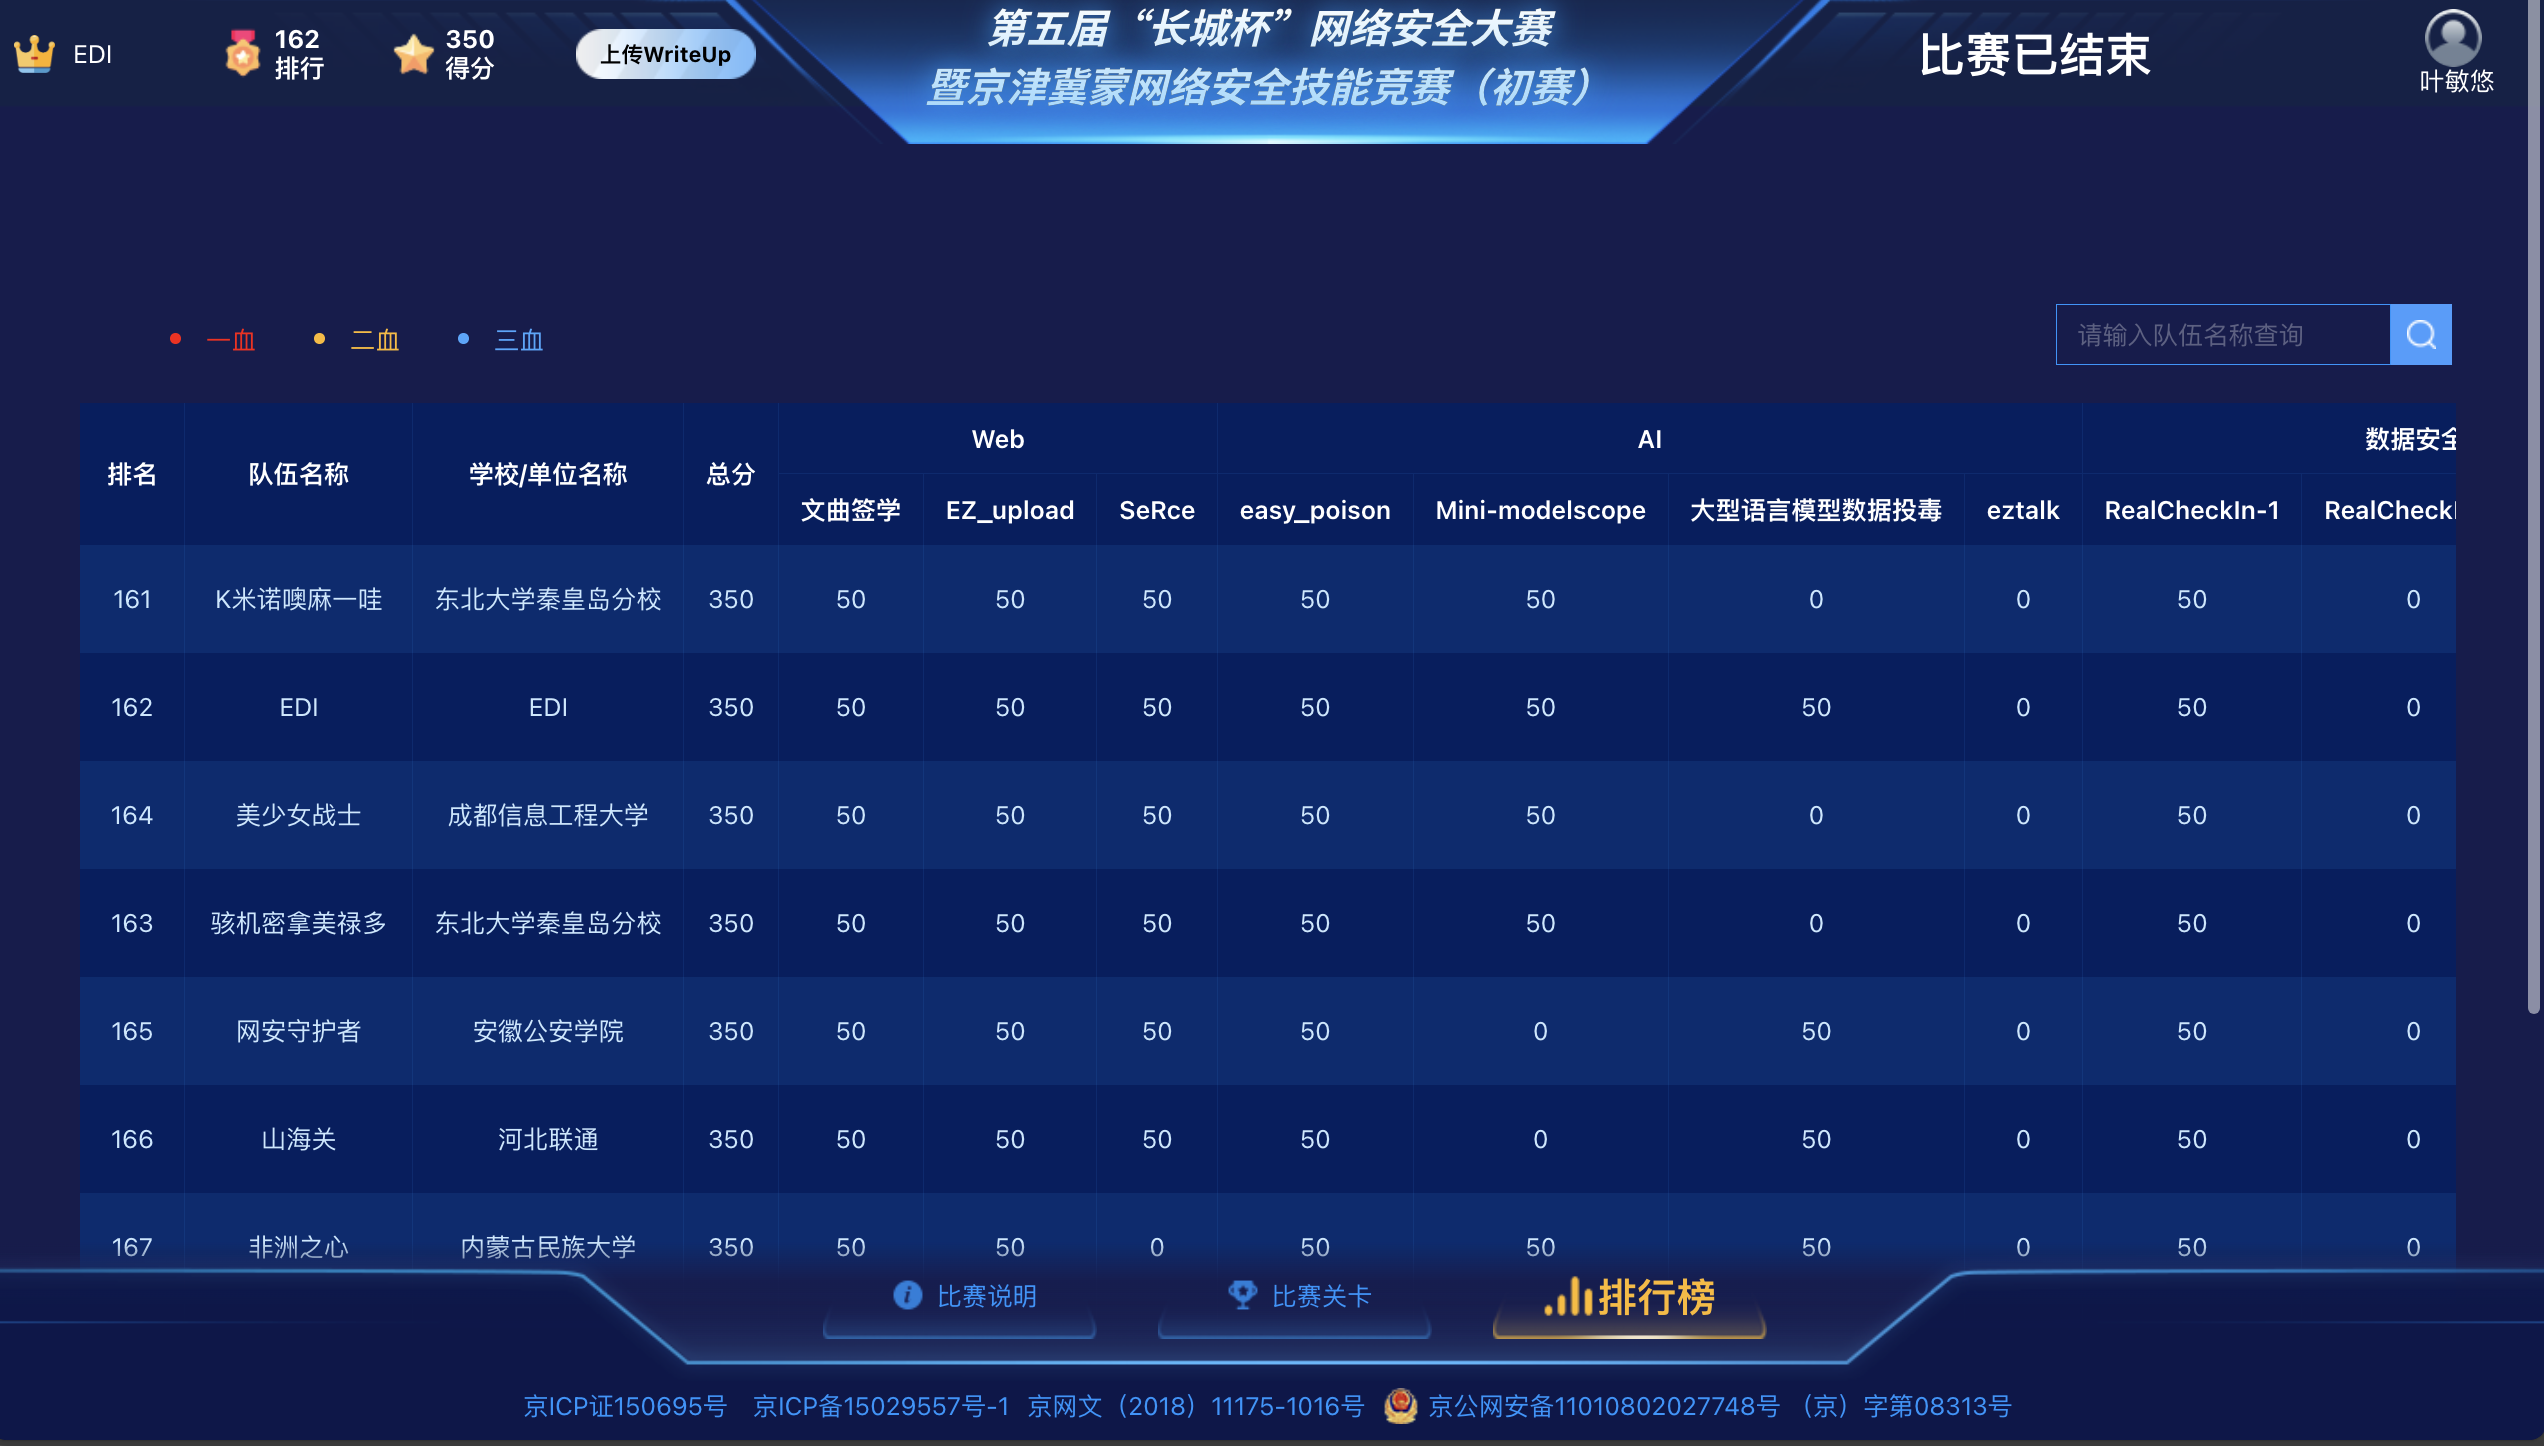 EDI
162
排行
350
得分
上传WriteUp
第五届“长城杯”网络安全大赛
暨京津冀蒙网络安全技能竞赛（初赛）
比赛已结束
叶敏悠
一血 二血 三血
请输入队伍名称查询
排名 队伍名称 学校/单位名称 总分 Web AI 数据安全
文曲签学 EZ_upload SeRce easy_poison Mini-modelscope 大型语言模型数据投毒 eztalk RealCheckIn-1 RealCheckI
161 K米诺噢麻一哇 东北大学秦皇岛分校 350 50 50 50 50 50 0 0 50 0
162 EDI EDI 350 50 50 50 50 50 50 0 50 0
164 美少女战士 成都信息工程大学 350 50 50 50 50 50 0 0 50 0
163 骇机密拿美禄多 东北大学秦皇岛分校 350 50 50 50 50 50 0 0 50 0
165 网安守护者 安徽公安学院 350 50 50 50 50 0 50 0 50 0
166 山海关 河北联通 350 50 50 50 50 0 50 0 50 0
167 非洲之心 内蒙古民族大学 350 50 50 0 50 50 50 0 50 0
比赛说明 比赛关卡 排行榜
京ICP证150695号 京ICP备15029557号-1 京网文（2018）11175-1016号 京公网安备11010802027748号 （京）字第08313号